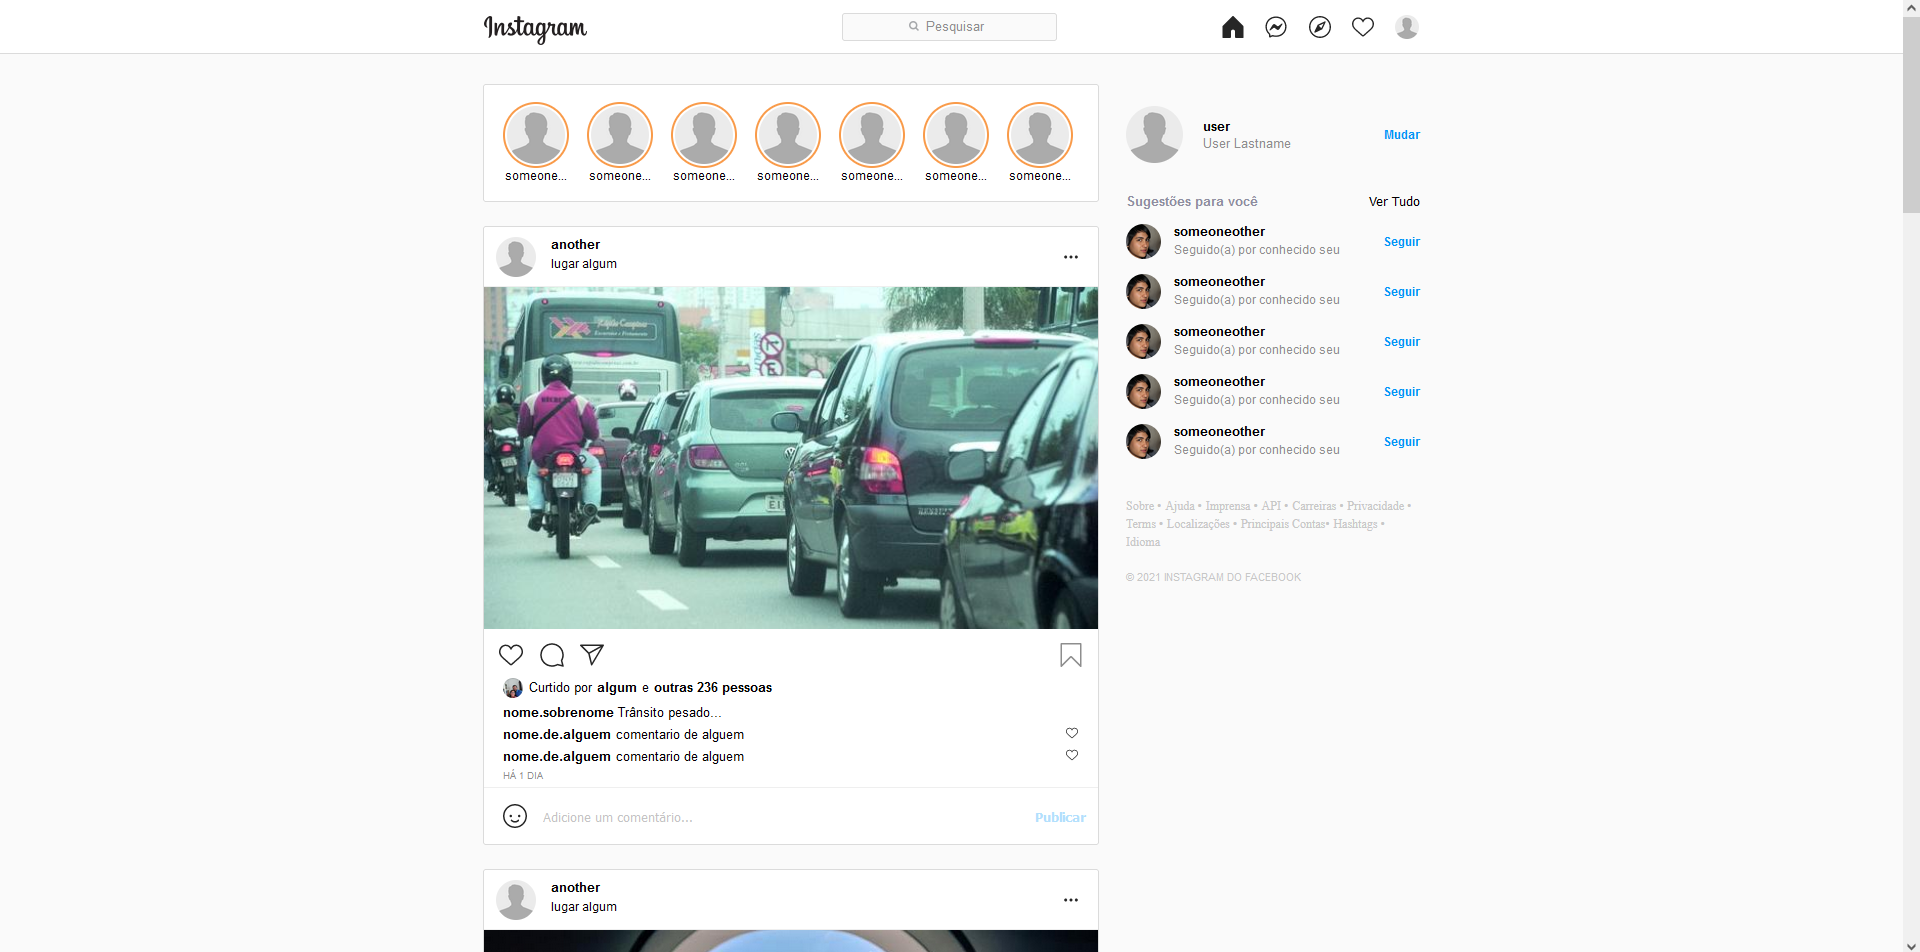 Instagram
Pesquisar
someone... someone... someone... someone... someone... someone... someone...
another
lugar algum
nome.sobrenome Trânsito pesado...
Curtido por algum e outras 236 pessoas
nome.de.alguem comentario de alguem
nome.de.alguem comentario de alguem
HÁ 1 DIA
Adicione um comentário...
Publicar
another
lugar algum
user
User Lastname
Mudar
Sugestões para você
Ver Tudo
someoneother
Seguido(a) por conhecido seu
Seguir
someoneother
Seguido(a) por conhecido seu
Seguir
someoneother
Seguido(a) por conhecido seu
Seguir
someoneother
Seguido(a) por conhecido seu
Seguir
someoneother
Seguido(a) por conhecido seu
Seguir
Sobre • Ajuda • Imprensa • API • Carreiras • Privacidade •
Terms • Localizações • Principais Contas• Hashtags •
Idioma
© 2021 INSTAGRAM DO FACEBOOK